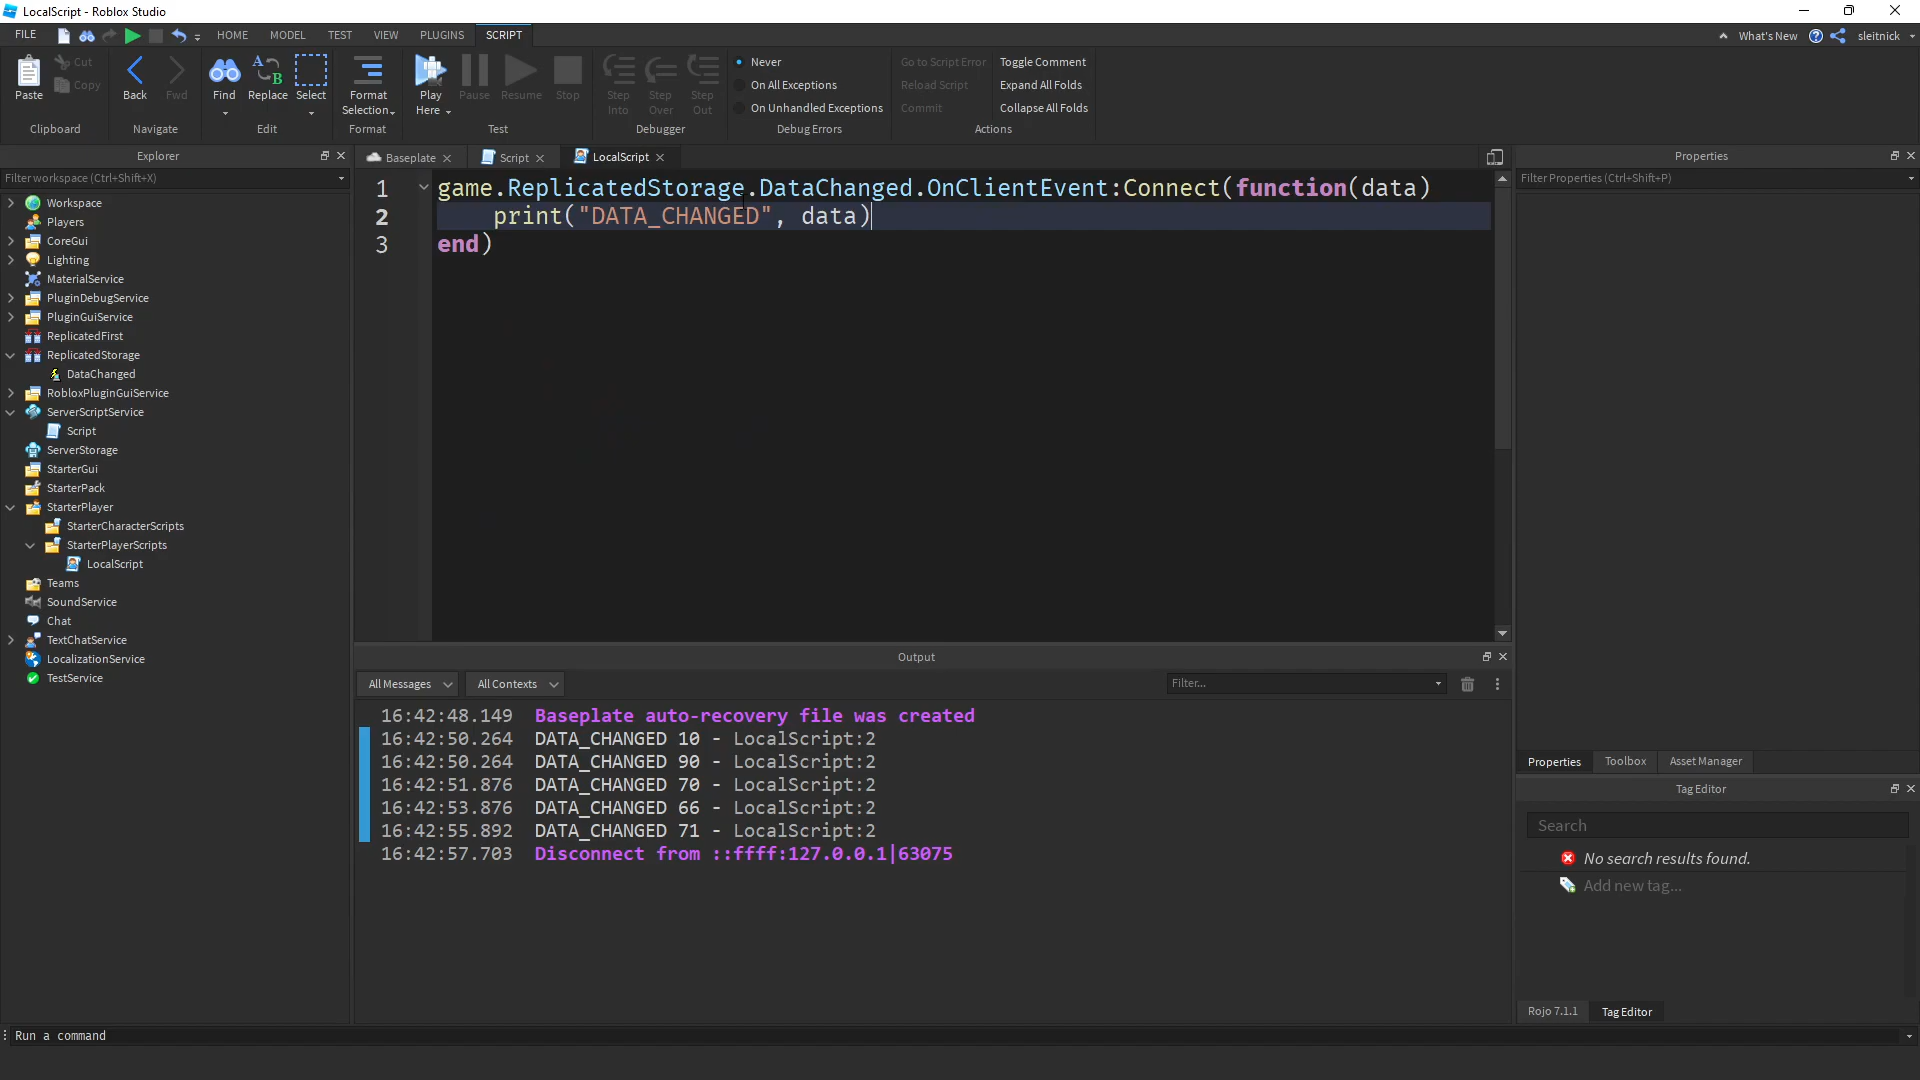 LocalScript - Roblox Studio
FILE
HOME
MODEL
TEST
VIEW
PLUGINS
SCRIPT
What's New
sleitnick
Paste
Cut
Copy
Clipboard
Back
Fwd
Navigate
Find
Replace
Select
Edit
Format
Selection
Format
Play
Here
Pause
Resume
Stop
Test
Step
Into
Step
Over
Step
Out
Debugger
Never
On All Exceptions
On Unhandled Exceptions
Debug Errors
Go to Script Error
Reload Script
Commit
Toggle Comment
Expand All Folds
Collapse All Folds
Actions
Explorer
Filter workspace (Ctrl+Shift+X)
Workspace
Players
CoreGui
Lighting
MaterialService
PluginDebugService
PluginGuiService
ReplicatedFirst
ReplicatedStorage
DataChanged
RobloxPluginGuiService
ServerScriptService
Script
ServerStorage
StarterGui
StarterPack
StarterPlayer
StarterCharacterScripts
StarterPlayerScripts
LocalScript
Teams
SoundService
Chat
TextChatService
LocalizationService
TestService
Baseplate
Script
LocalScript
1 game.ReplicatedStorage.DataChanged.OnClientEvent:Connect(function(data)
2 print("DATA_CHANGED", data)
3 end)
Output
All Messages
All Contexts
Filter...
16:42:48.149 Baseplate auto-recovery file was created
16:42:50.264 DATA_CHANGED 10 - LocalScript:2
16:42:50.264 DATA_CHANGED 90 - LocalScript:2
16:42:51.876 DATA_CHANGED 70 - LocalScript:2
16:42:53.876 DATA_CHANGED 66 - LocalScript:2
16:42:55.892 DATA_CHANGED 71 - LocalScript:2
16:42:57.703 Disconnect from ::ffff:127.0.0.1|63075
Properties
Filter Properties (Ctrl+Shift+P)
Properties
Toolbox
Asset Manager
Tag Editor
Search
No search results found.
Add new tag...
Rojo 7.1.1
Tag Editor
Run a command